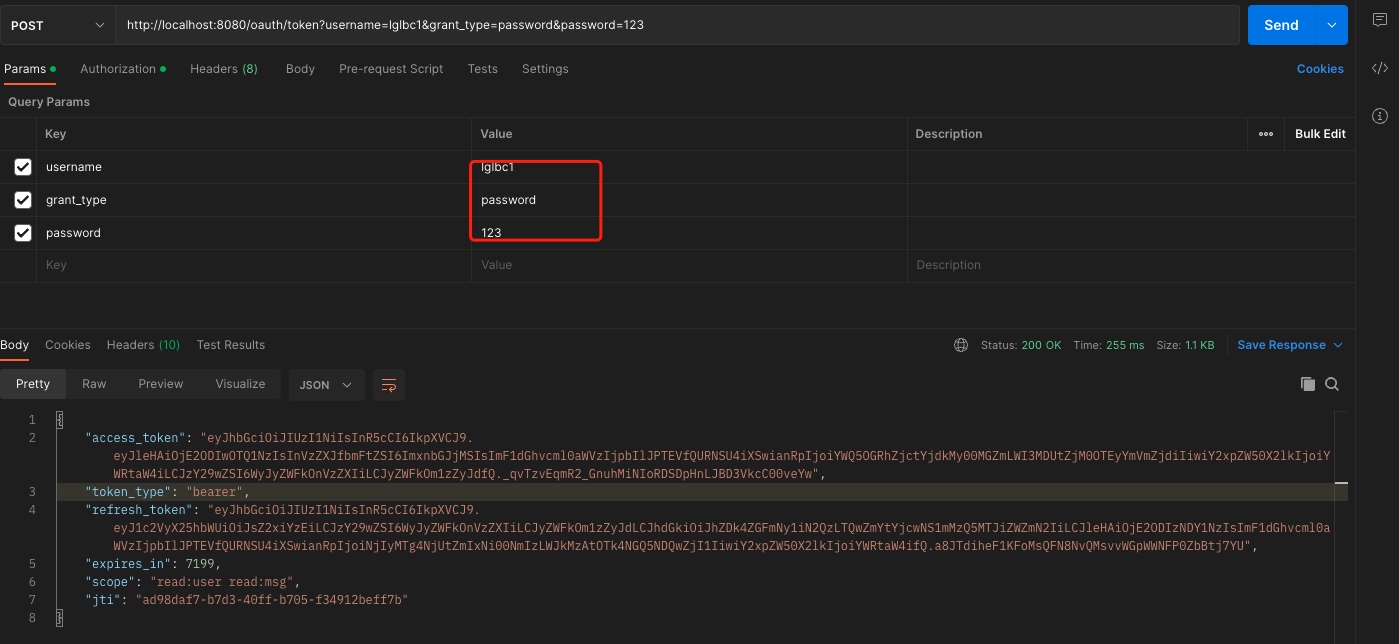 POST http://localhost:8080/oauth/token?username=lglbc1&grant_type=password&password=123 Send
Params Authorization Headers (8) Body Pre-request Script Tests Settings Cookies
Query Params
Key Value Description ••• Bulk Edit
username lglbc1
grant_type password
password 123
Key Value Description
Body Cookies Headers (10) Test Results Status: 200 OK Time: 255 ms Size: 1.1 KB Save Response
Pretty Raw Preview Visualize JSON
1 {
2 "access_token": "eyJhbGciOiJIUzI1NiIsInR5cCI6IkpXVCJ9.
eyJleHAiOjE2ODIwOTQ1NzIsInVzZXJfbmFtZSI6ImxnbGJjMSIsImF1dGhvcml0aWVzIjpbIlJPTEVfQURNSU4iXSwianRpIjoiYWQ5OGRhZjctYjdkMy00MGZmLWI3MDUtZjM0OTEyYmVmZjdiIiwiY2xpZW50X2lkIjoiY
WRtaW4iLCJzY29wZSI6WyJyZWFkOnVzZXIiLCJyZWFkOm1zZyJdfQ._qvTzvEqmR2_GnuhMiNIoRDSDpHnLJBD3VkcC00veYw",
3 "token_type": "bearer",
4 "refresh_token": "eyJhbGciOiJIUzI1NiIsInR5cCI6IkpXVCJ9.
eyJ1c2VyX25hbWUiOiJsZ2xiYzEiLCJzY29wZSI6WyJyZWFkOnVzZXIiLCJyZWFkOm1zZyJdLCJhdGkiOiJhZDk4ZGFmNy1iN2QzLTQwZmYtYjcwNS1mMzQ5MTJiZWZmN2IiLCJleHAiOjE2ODIzNDY1NzIsImF1dGhvcml0a
WVzIjpbIlJPTEVfQURNSU4iXSwianRpIjoiNjIyMTg4NjUtZmIxNi00NmIzLWJkMzAtOTk4NGQ5NDQwZjI1IiwiY2xpZW50X2lkIjoiYWRtaW4ifQ.a8JTdiheF1KFoMsQFN8NvQMsvvWGpWWNFP0ZbBtj7YU",
5 "expires_in": 7199,
6 "scope": "read:user read:msg",
7 "jti": "ad98daf7-b7d3-40ff-b705-f34912beff7b"
8 }